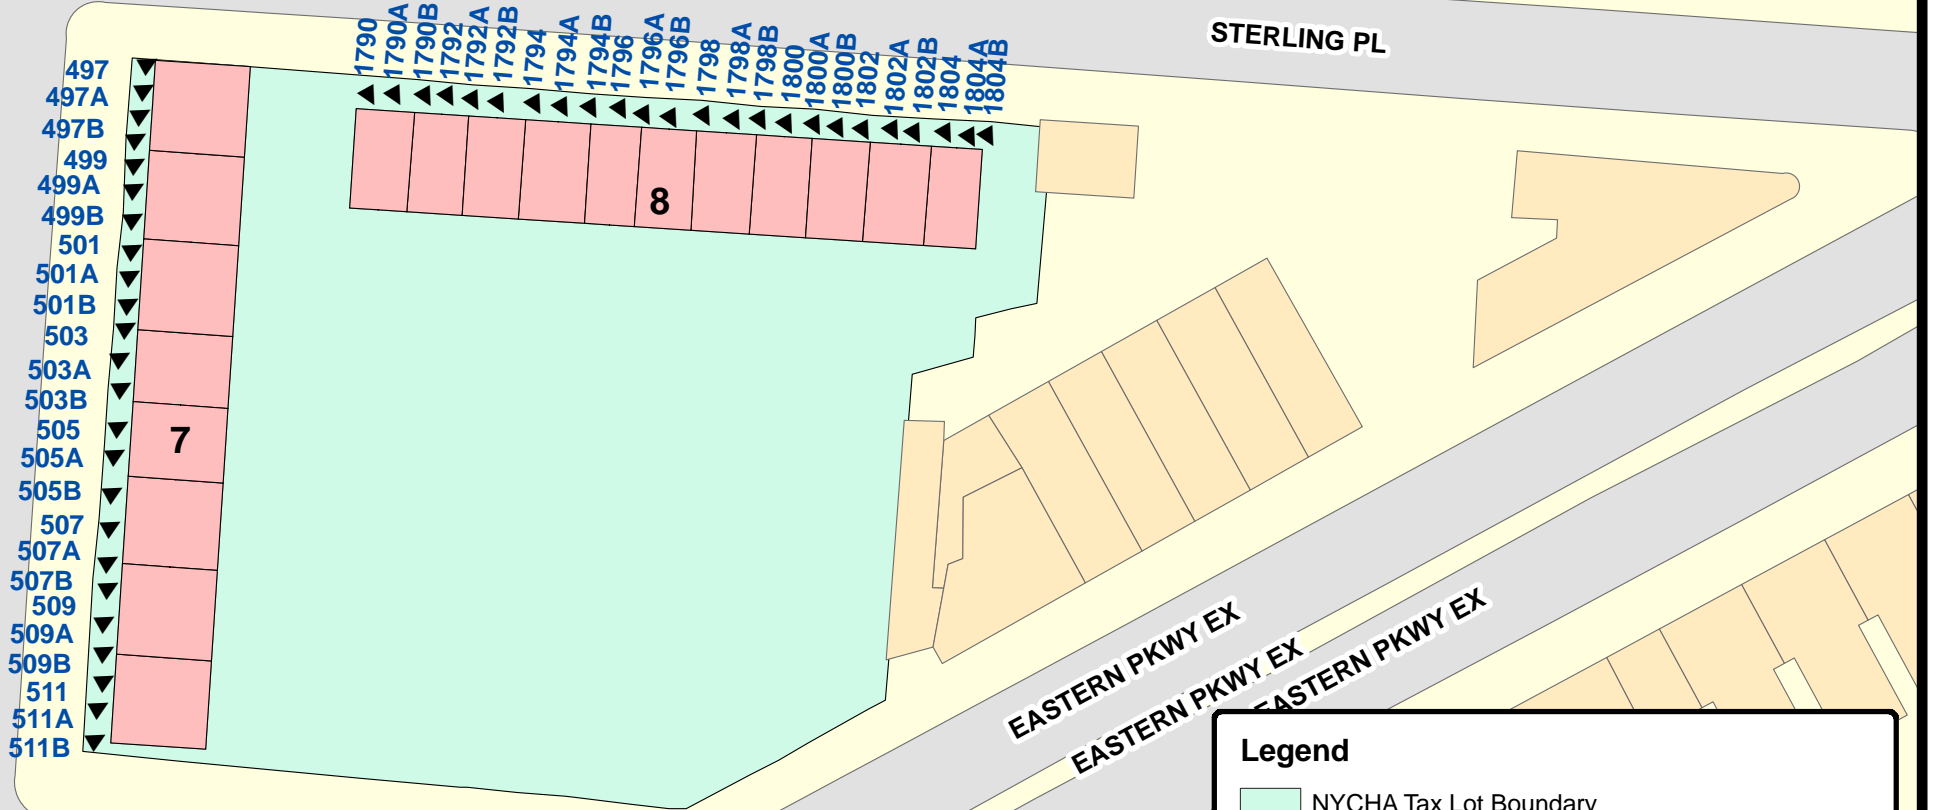 1790
1790A
1790B
1792
1792A
1792B
1794
1794A
1794B
1796
1796A
1796B
1798
1798A
1798B
1800
1800A
1800B
1802
1802A
1802B
1804
1804A
1804B
STERLING PL
497
497A
497B
499
499A
499B
501
501A
501B
503
503A
503B
505
505A
505B
507
507A
507B
509
509A
509B
511
511A
511B
8
7
EASTERN PKWY EX
EASTERN PKWY EX
EASTERN PKWY EX
Legend
NYCHA Tax Lot Boundary